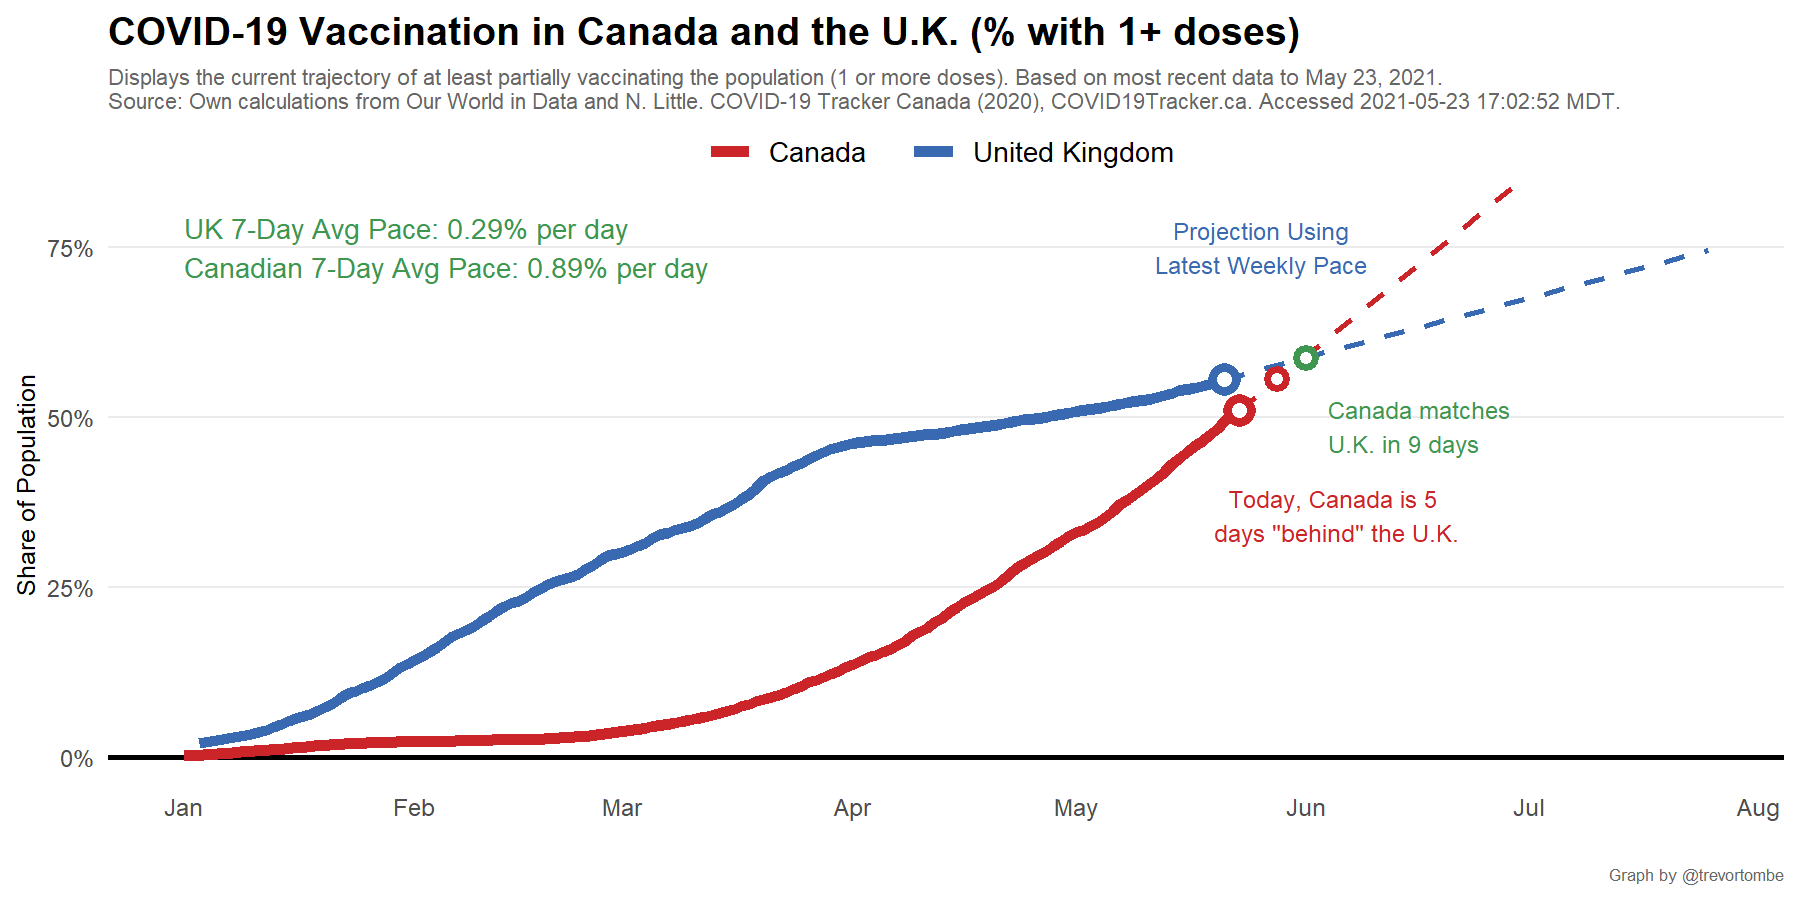 COVID-19 Vaccination in Canada and the U.K. (% with 1+ doses)
Displays the current trajectory of at least partially vaccinating the population (1 or more doses). Based on most recent data to May 23, 2021.
Source: Own calculations from Our World in Data and N. Little. COVID-19 Tracker Canada (2020), COVID19Tracker.ca. Accessed 2021-05-23 17:02:52 MDT.
Canada
United Kingdom
UK 7-Day Avg Pace: 0.29% per day
Canadian 7-Day Avg Pace: 0.89% per day
Projection Using
Latest Weekly Pace
Canada matches
U.K. in 9 days
Today, Canada is 5
days "behind" the U.K.
Share of Population
75%
50%
25%
0%
Jan
Feb
Mar
Apr
May
Jun
Jul
Aug
Graph by @trevortombe